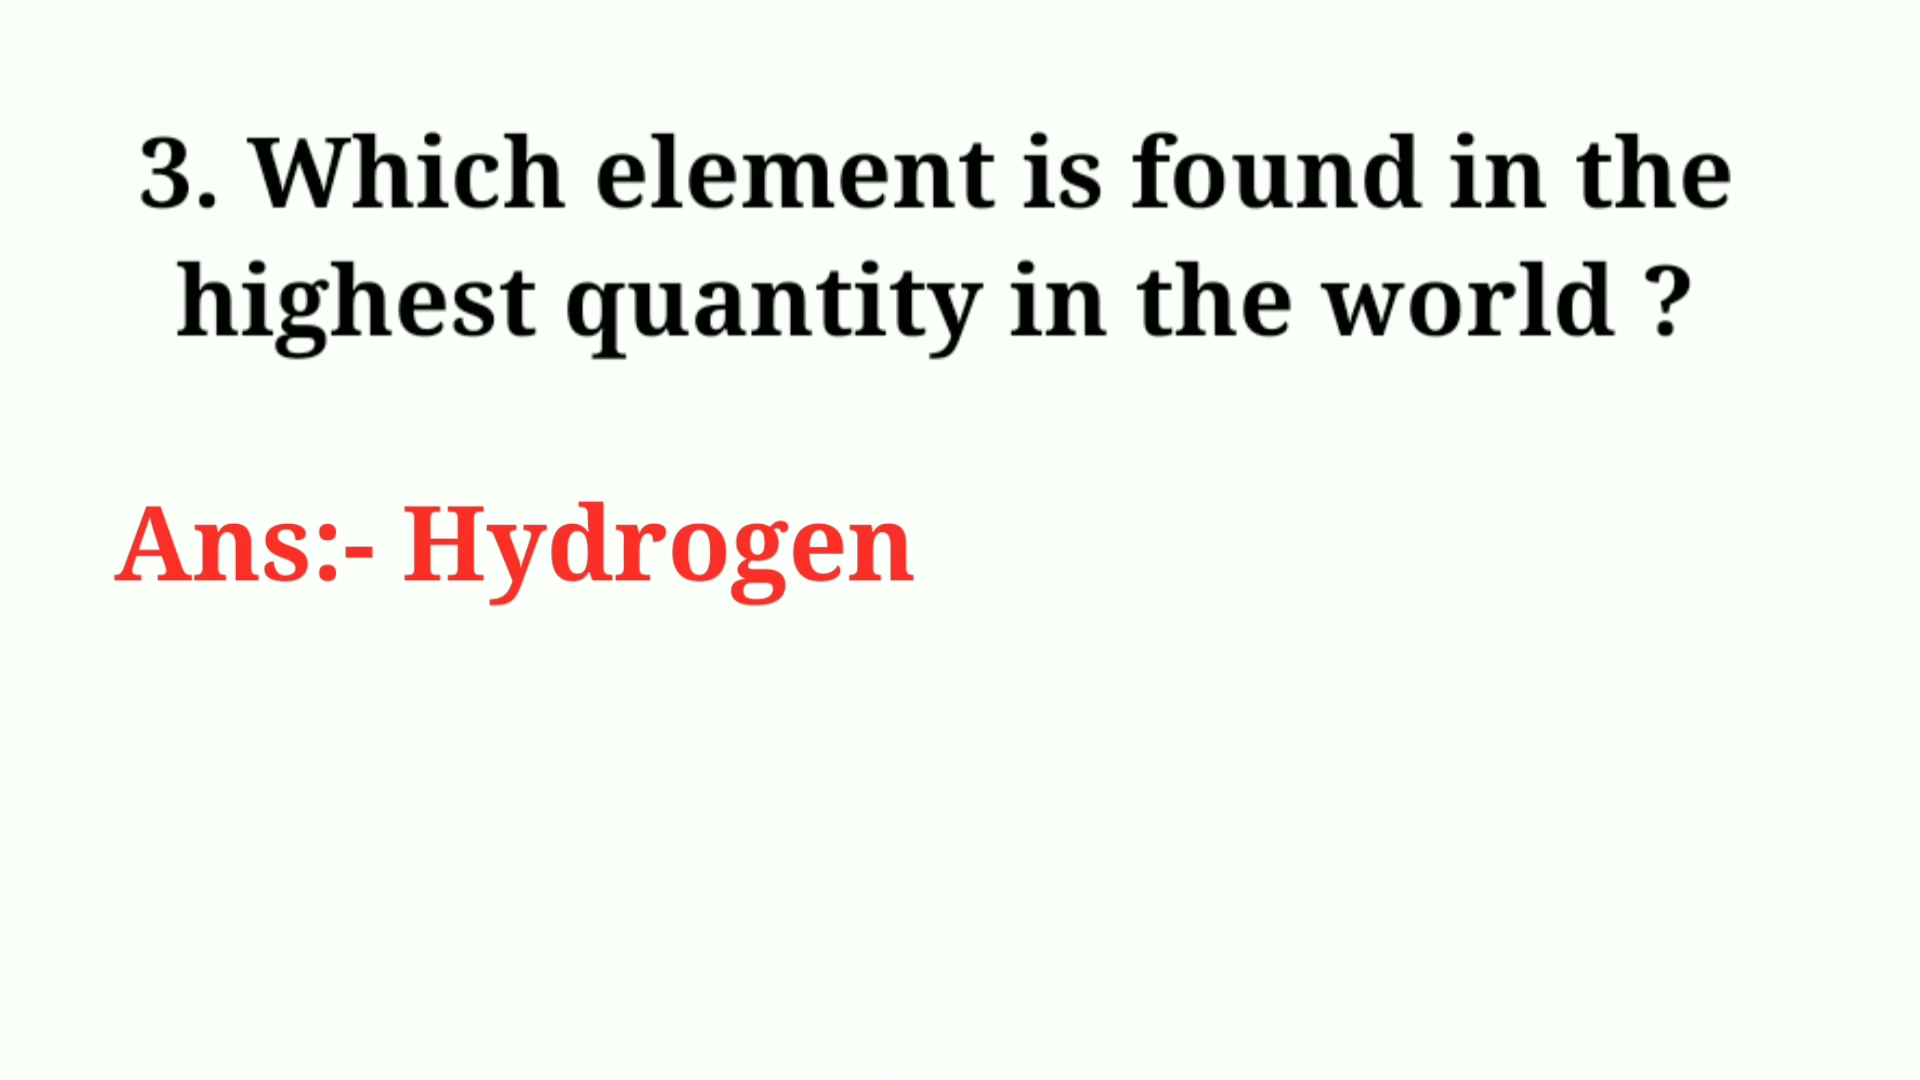 3. Which element is found in the
highest quantity in the world ?
Ans:- Hydrogen